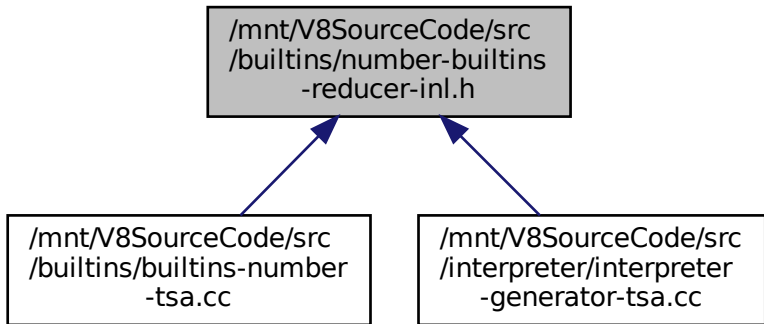 /mnt/V8SourceCode/src
/builtins/number-builtins
-reducer-inl.h
/mnt/V8SourceCode/src
/builtins/builtins-number
-tsa.cc
/mnt/V8SourceCode/src
/interpreter/interpreter
-generator-tsa.cc